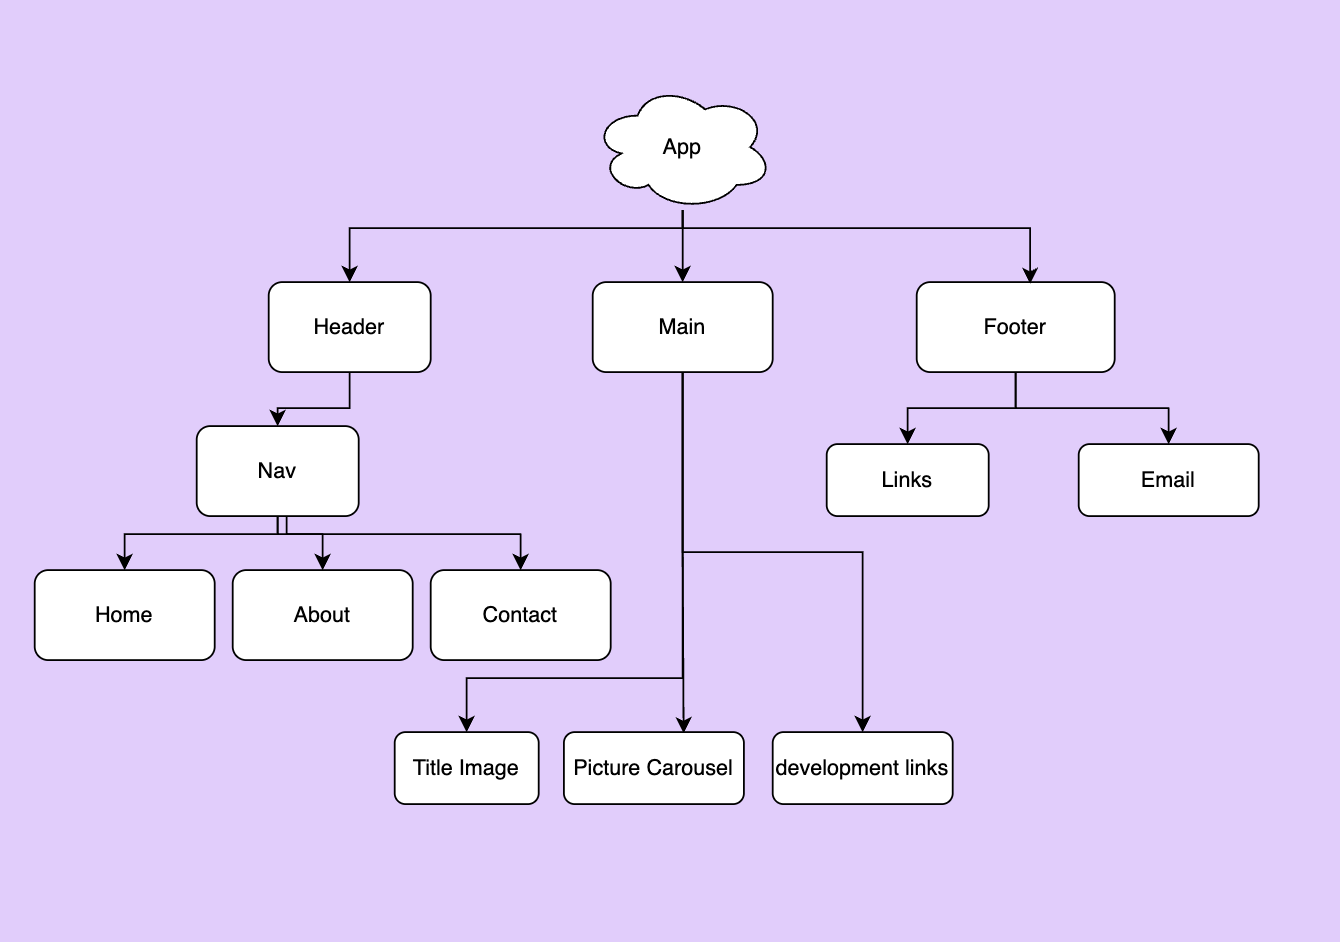 App
Header
Main
Footer
Nav
Links
Email
Home
About
Contact
Title Image
Picture Carousel
development links